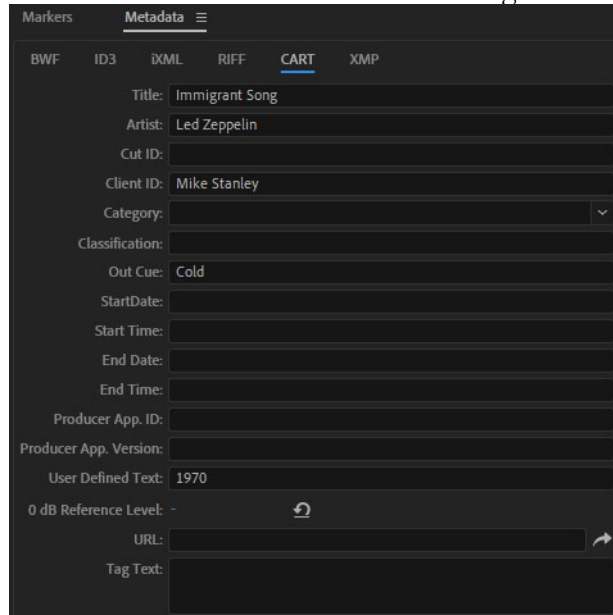 Markers Metadata
BWF ID3 iXML RIFF CART XMP
Title: Immigrant Song
Artist: Led Zeppelin
Cut ID:
Client ID: Mike Stanley
Category:
Classification:
Out Cue: Cold
StartDate:
Start Time:
End Date:
End Time:
Producer App. ID:
Producer App. Version:
User Defined Text: 1970
0 dB Reference Level: -
URL:
Tag Text: